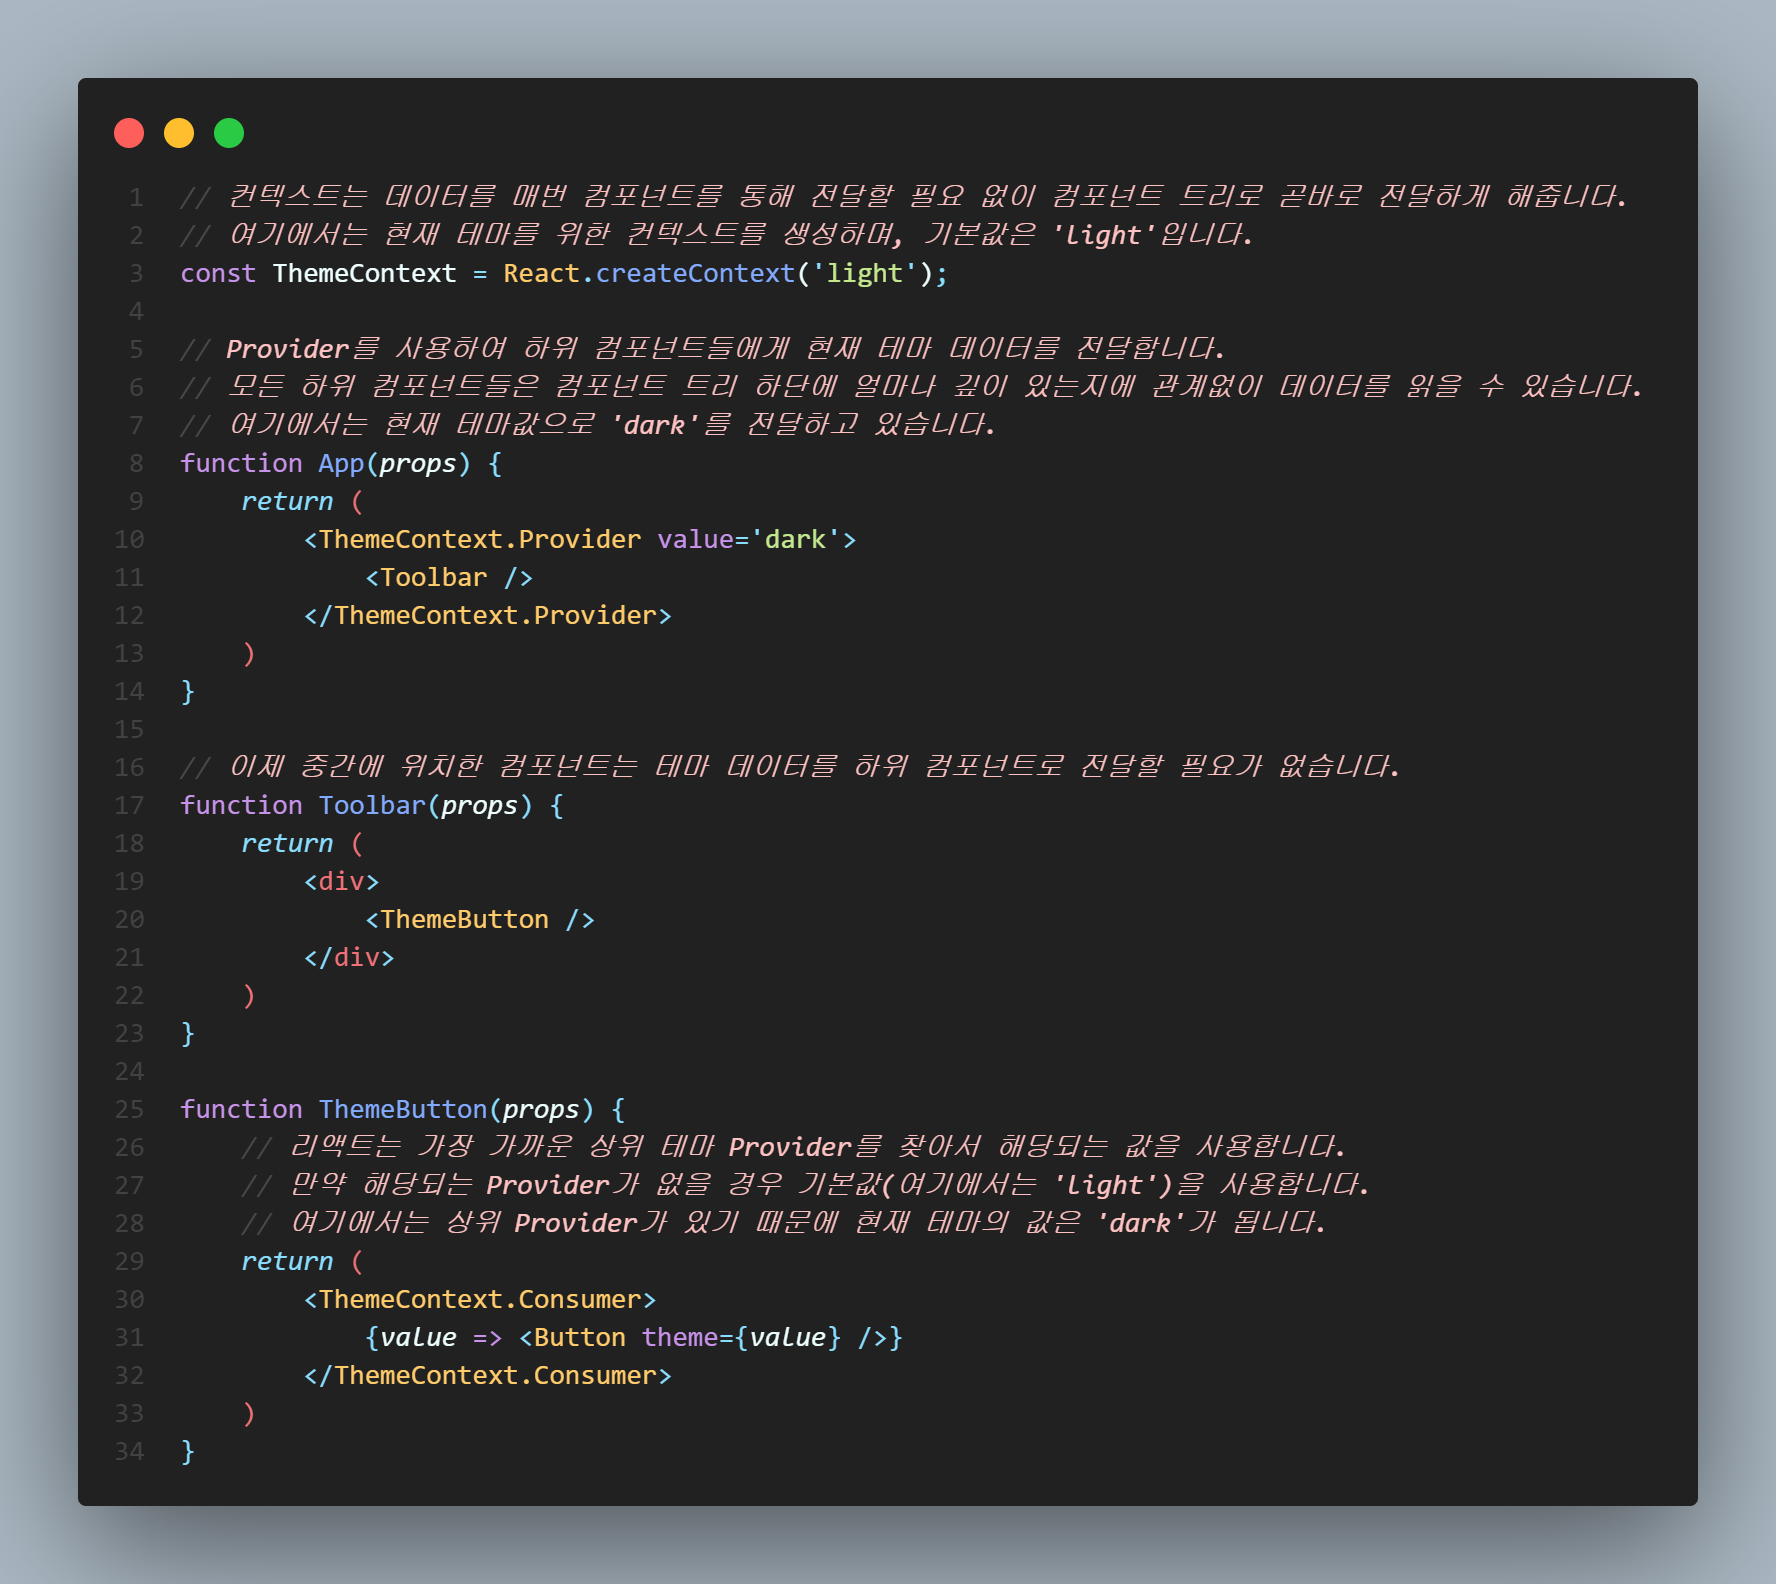 1 // 컨텍스트는 데이터를 매번 컴포넌트를 통해 전달할 필요 없이 컴포넌트 트리로 곧바로 전달하게 해줍니다.
2 // 여기에서는 현재 테마를 위한 컨텍스트를 생성하며, 기본값은 'light'입니다.
3 const ThemeContext = React.createContext('light');
4
5 // Provider를 사용하여 하위 컴포넌트들에게 현재 테마 데이터를 전달합니다.
6 // 모든 하위 컴포넌트들은 컴포넌트 트리 하단에 얼마나 깊이 있는지에 관계없이 데이터를 읽을 수 있습니다.
7 // 여기에서는 현재 테마값으로 'dark'를 전달하고 있습니다.
8 function App(props) {
9     return (
10         <ThemeContext.Provider value='dark'>
11             <Toolbar />
12         </ThemeContext.Provider>
13     )
14 }
15
16 // 이제 중간에 위치한 컴포넌트는 테마 데이터를 하위 컴포넌트로 전달할 필요가 없습니다.
17 function Toolbar(props) {
18     return (
19         <div>
20             <ThemeButton />
21         </div>
22     )
23 }
24
25 function ThemeButton(props) {
26     // 리액트는 가장 가까운 상위 테마 Provider를 찾아서 해당되는 값을 사용합니다.
27     // 만약 해당되는 Provider가 없을 경우 기본값(여기에서는 'light')을 사용합니다.
28     // 여기에서는 상위 Provider가 있기 때문에 현재 테마의 값은 'dark'가 됩니다.
29     return (
30         <ThemeContext.Consumer>
31             {value => <Button theme={value} />}
32         </ThemeContext.Consumer>
33     )
34 }